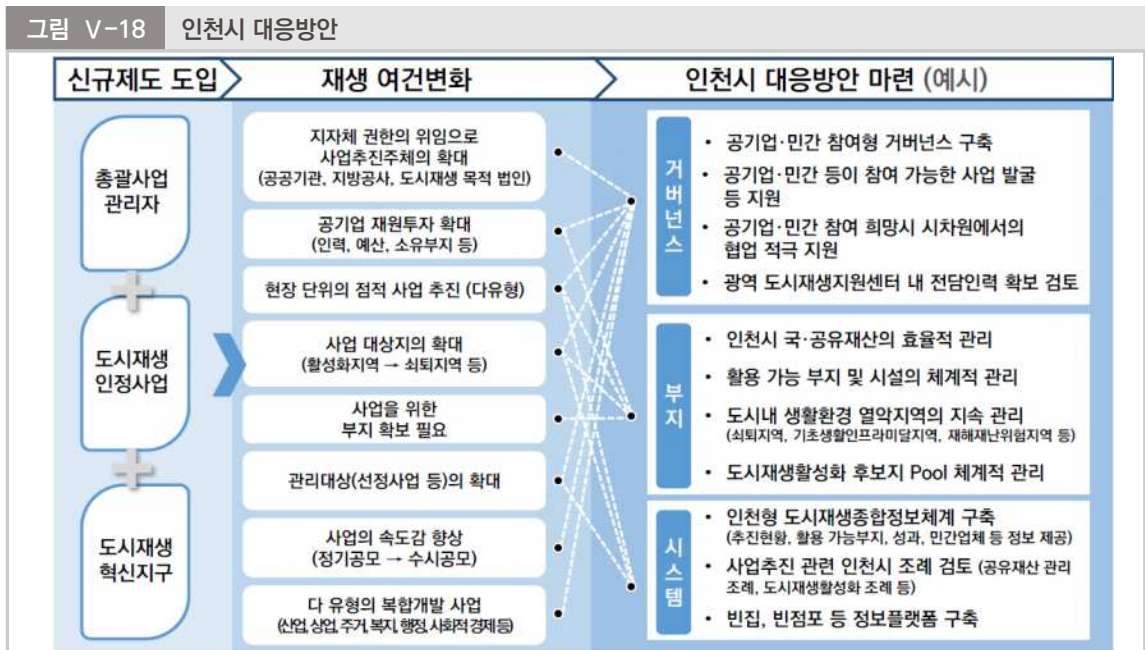 그림 Ⅴ-18 인천시 대응방안
신규제도 도입
재생 여건변화
인천시 대응방안 마련 (예시)
총괄사업
관리자
도시재생
인정사업
도시재생
혁신지구
지자체 권한의 위임으로
사업추진주체의 확대
(공공기관, 지방공사, 도시재생 목적 법인)
공기업 재원투자 확대
(인력, 예산, 소유부지 등)
현장 단위의 점적 사업 추진 (다유형)
사업 대상지의 확대
(활성화지역 → 쇠퇴지역 등)
사업을 위한
부지 확보 필요
관리대상(선정사업 등)의 확대
사업의 속도감 향상
(정기공모 → 수시공모)
다 유형의 복합개발 사업
(산업, 상업, 주거, 복지, 행정, 사회적 경제 등)
거버넌스
• 공기업·민간 참여형 거버넌스 구축
• 공기업·민간 등이 참여 가능한 사업 발굴
등 지원
• 공기업·민간 참여 희망시 시차원에서의
협업 적극 지원
• 광역 도시재생지원센터 내 전담인력 확보 검토
부지
• 인천시 국·공유재산의 효율적 관리
• 활용 가능 부지 및 시설의 체계적 관리
• 도시내 생활환경 열악지역의 지속 관리
(쇠퇴지역, 기초생활인프라미달지역, 재해재난위험지역 등)
• 도시재생활성화 후보지 Pool 체계적 관리
시스템
• 인천형 도시재생종합정보체계 구축
(추진현황, 활용 가능부지, 성과, 민간업체 등 정보 제공)
• 사업추진 관련 인천시 조례 검토 (공유재산 관리
조례, 도시재생활성화 조례 등)
• 빈집, 빈점포 등 정보플랫폼 구축